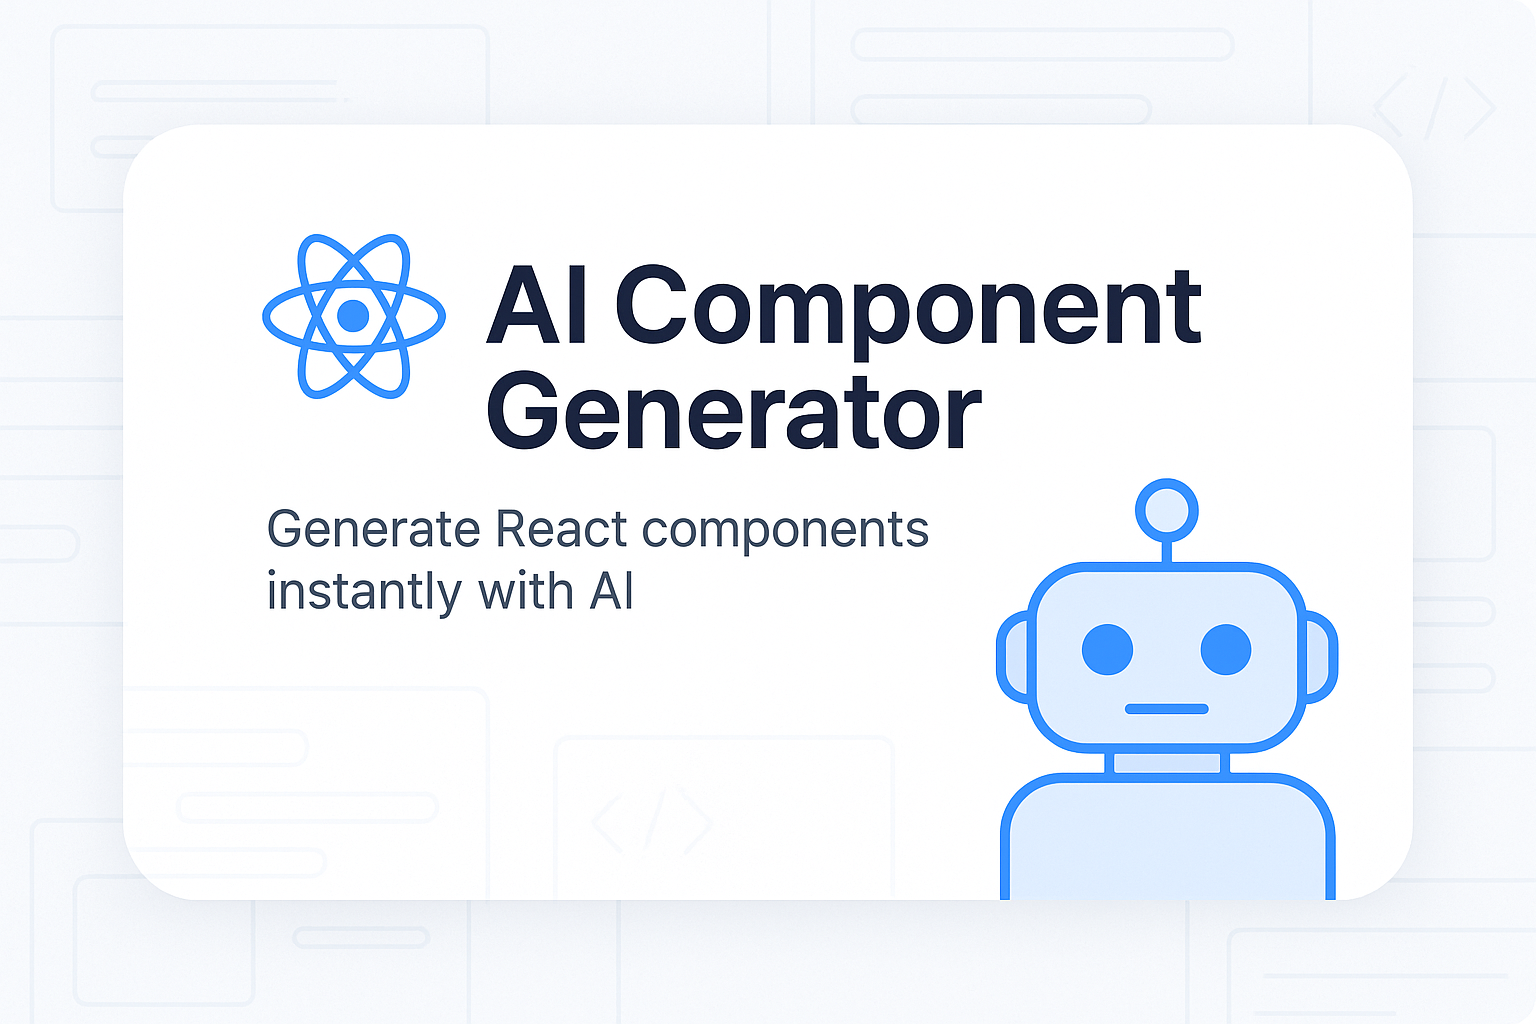 AI Component
Generator
Generate React components
instantly with AI
</>
</>